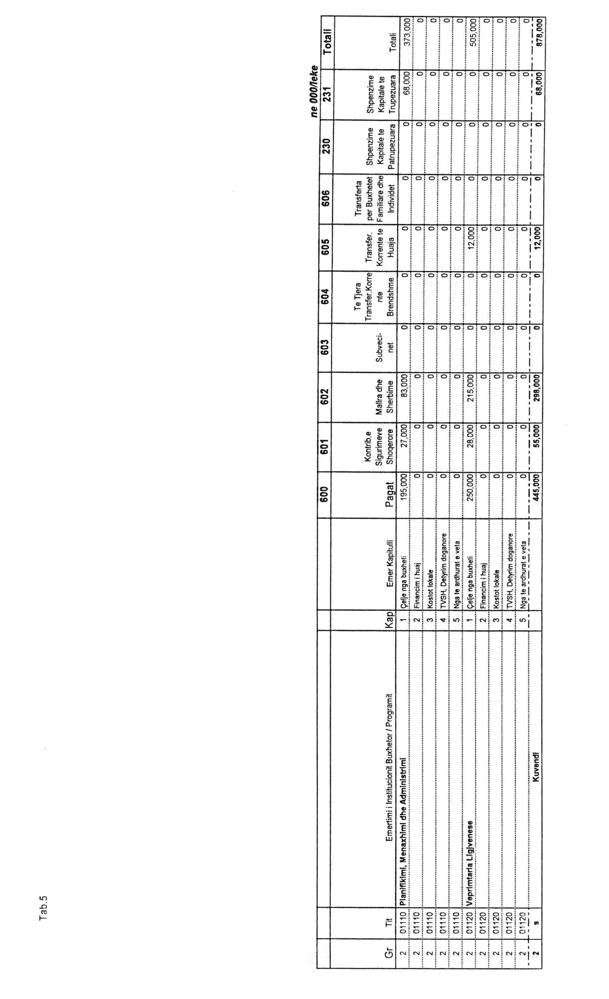 Tab.5
ne 000/leke
600 601 602 603 604 605 606 230 231 Totali
Gr Tit Emertimi i Institucionit Buxhetor / Programit Kap Emer Kapitulli Pagat Kontrib.e Sigurimeve Shoqerore Mallra dhe Sherbime Subveci-net Te Tjera Transfer.Korrente Brendshme Transfer. Korrente te Huaja Transferta per Buxhetet Familiare dhe Individet Shpenzime Kapitale te Patrupezuara Shpenzime Kapitale te Trupezuara Totali
2 01110 Planifikimi, Menaxhimi dhe Administrimi 1 Çelje nga buxheti 195,000 27,000 83,000 0 0 0 0 0 68,000 373,000
2 01110 2 Financim i huaj 0 0 0 0 0 0 0 0 0 0
2 01110 3 Kostot lokale 0 0 0 0 0 0 0 0 0 0
2 01110 4 TVSH, Detyrim doganore 0 0 0 0 0 0 0 0 0 0
2 01110 5 Nga te ardhurat e veta 0 0 0 0 0 0 0 0 0 0
2 01120 Veprimtaria Ligjvenese 1 Çelje nga buxheti 250,000 28,000 215,000 0 0 12,000 0 0 0 505,000
2 01120 2 Financim i huaj 0 0 0 0 0 0 0 0 0 0
2 01120 3 Kostot lokale 0 0 0 0 0 0 0 0 0 0
2 01120 4 TVSH, Detyrim doganore 0 0 0 0 0 0 0 0 0 0
2 01120 5 Nga te ardhurat e veta 0 0 0 0 0 0 0 0 0 0
2 s Kuvendi 445,000 55,000 298,000 0 0 12,000 0 0 68,000 878,000